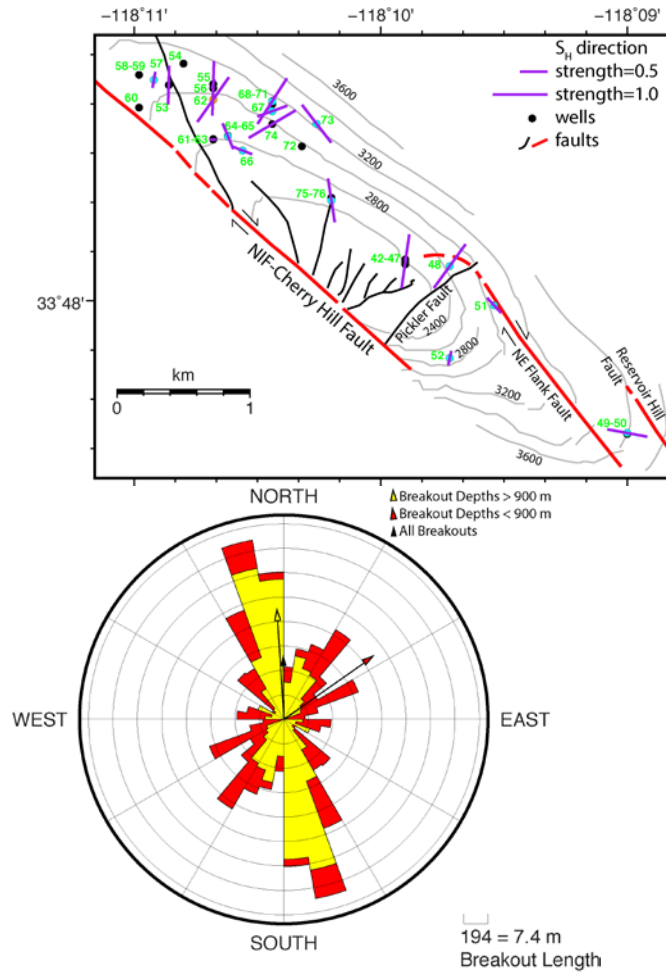 −118˚11' −118˚10' −118˚09'
S_H direction
strength=0.5
strength=1.0
wells
faults
54
58-59 57
55
56
62
53
60
68-71
67
73
64-65
74
61-63
72
66
3600
3200
2800
75-76
42-47
48
33˚48'
NIF-Cherry Hill Fault
Pickler Fault
2400
51
52
2800
NE Flank Fault
Reservoir Hill
Fault
3200
49-50
3600
km
0 1
NORTH
Breakout Depths > 900 m
Breakout Depths < 900 m
All Breakouts
WEST
EAST
SOUTH
194 = 7.4 m
Breakout Length